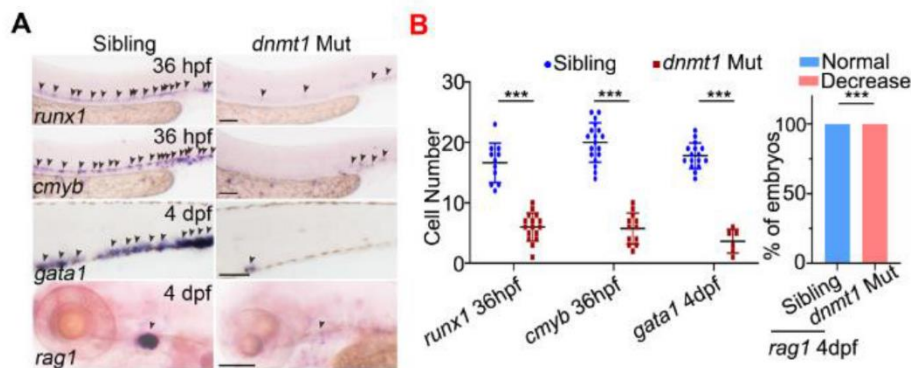 A
Sibling dnmt1 Mut
36 hpf
runx1
36 hpf
cmyb
4 dpf
gata1
4 dpf
rag1
B
Sibling dnmt1 Mut
Normal
Decrease
*** *** *** ***
Cell Number
30
20
10
0
runx1 36hpf
cmyb 36hpf
gata1 4dpf
% of embryos
100
50
0
Sibling
dnmt1 Mut
rag1 4dpf